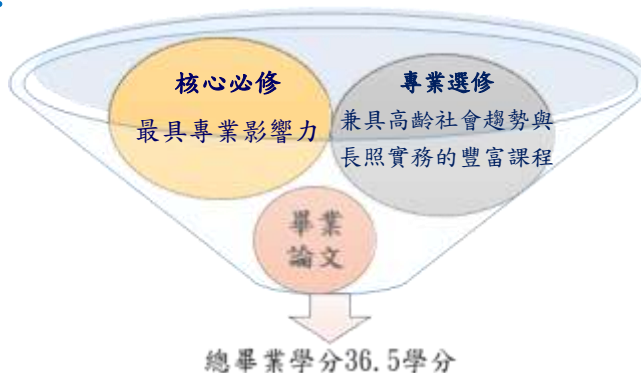 核心必修
最具專業影響力
專業選修
兼具高齡社會趨勢與
長照實務的豐富課程
畢業
論文
總畢業學分36.5學分